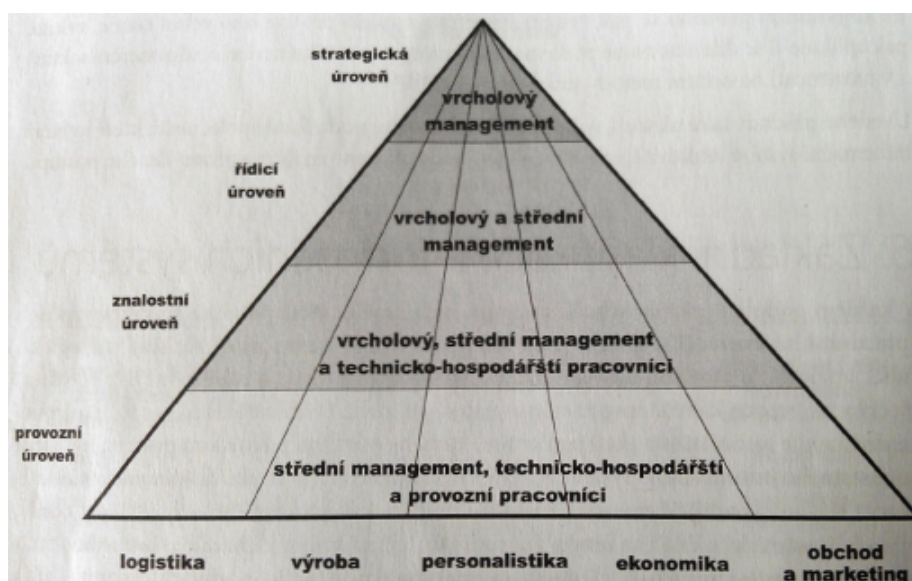 strategická
úroveň
vrcholový
management
řídicí
úroveň
vrcholový a střední
management
znalostní
úroveň
vrcholový, střední management
a technicko-hospodářští pracovníci
provozní
úroveň
střední management, technicko-hospodářští
a provozní pracovníci
logistika výroba personalistika ekonomika obchod
a marketing